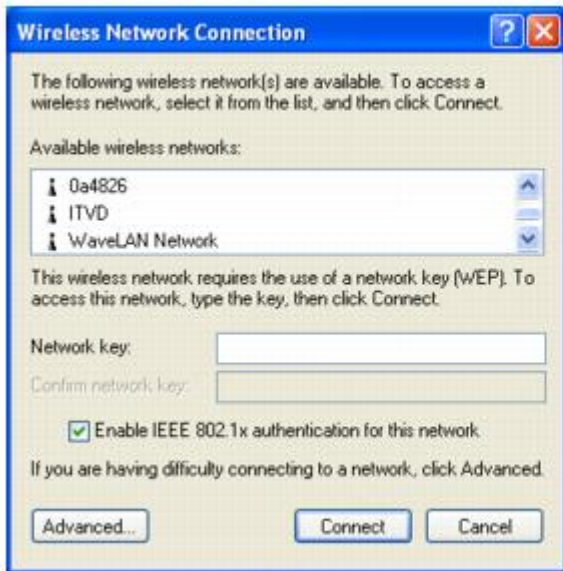 Wireless Network Connection
The following wireless network(s) are available. To access a
wireless network, select it from the list, and then click Connect.
Available wireless networks:
0a4826
ITVD
WaveLAN Network
This wireless network requires the use of a network key (WEP). To
access this network, type the key, then click Connect.
Network key:
Confirm network key:
Enable IEEE 802.1x authentication for this network
If you are having difficulty connecting to a network, click Advanced.
Advanced... Connect Cancel